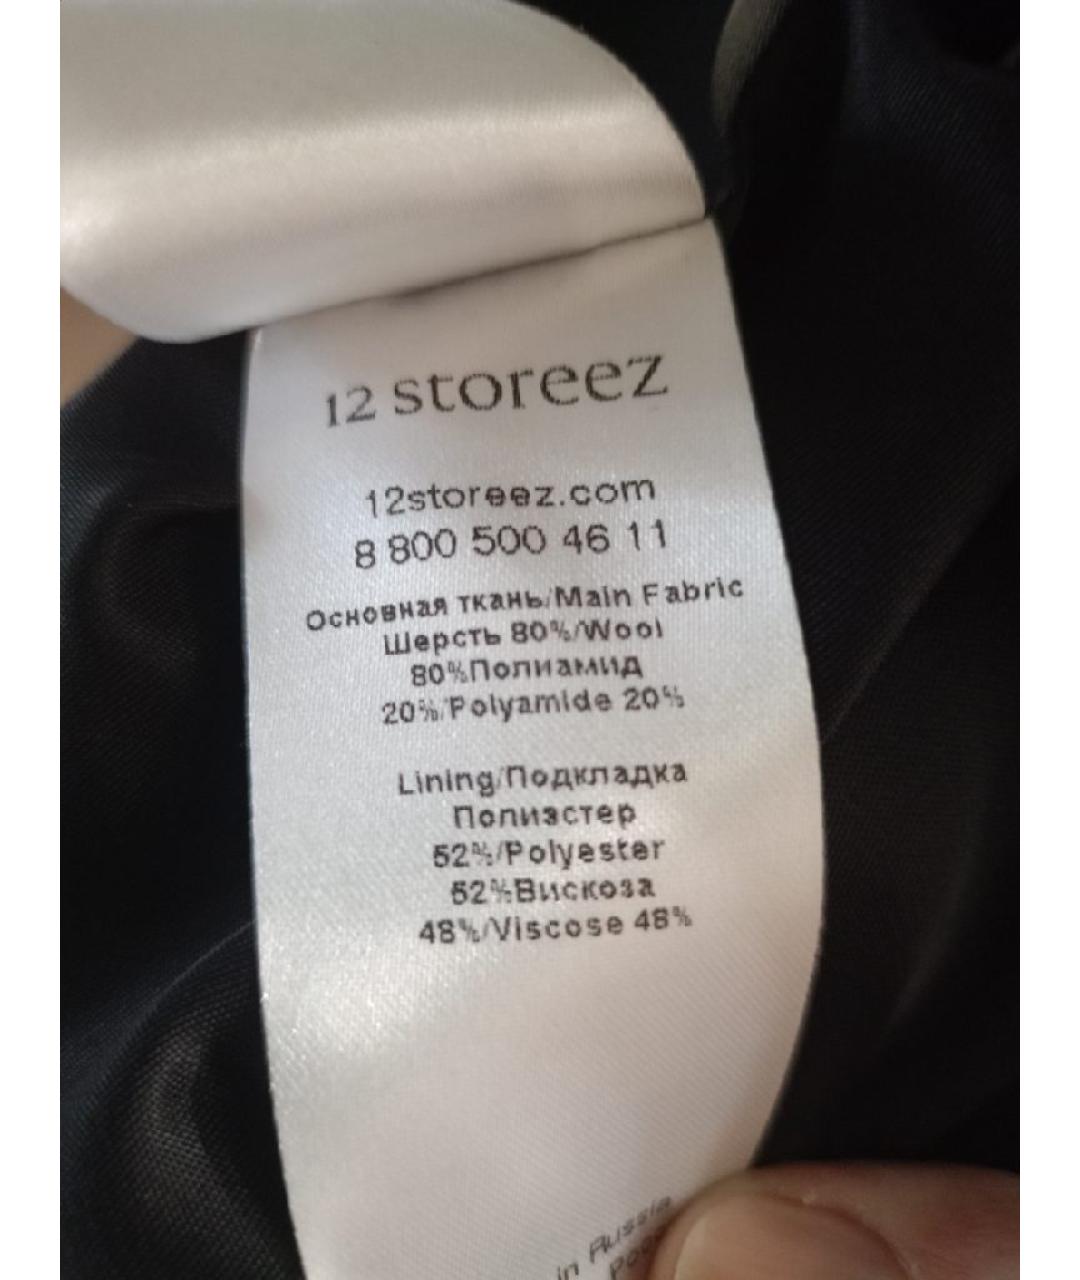 12 storeez
12storeez.com
8 800 500 46 11
Основная ткань/Main Fabric
Шерсть 80%/Wool
80%Полиамид
20%/Polyamide 20%
Lining/Подкладка
Полиэстер
52%/Polyester
52%Вискоза
48%/Viscose 48%
in Russia